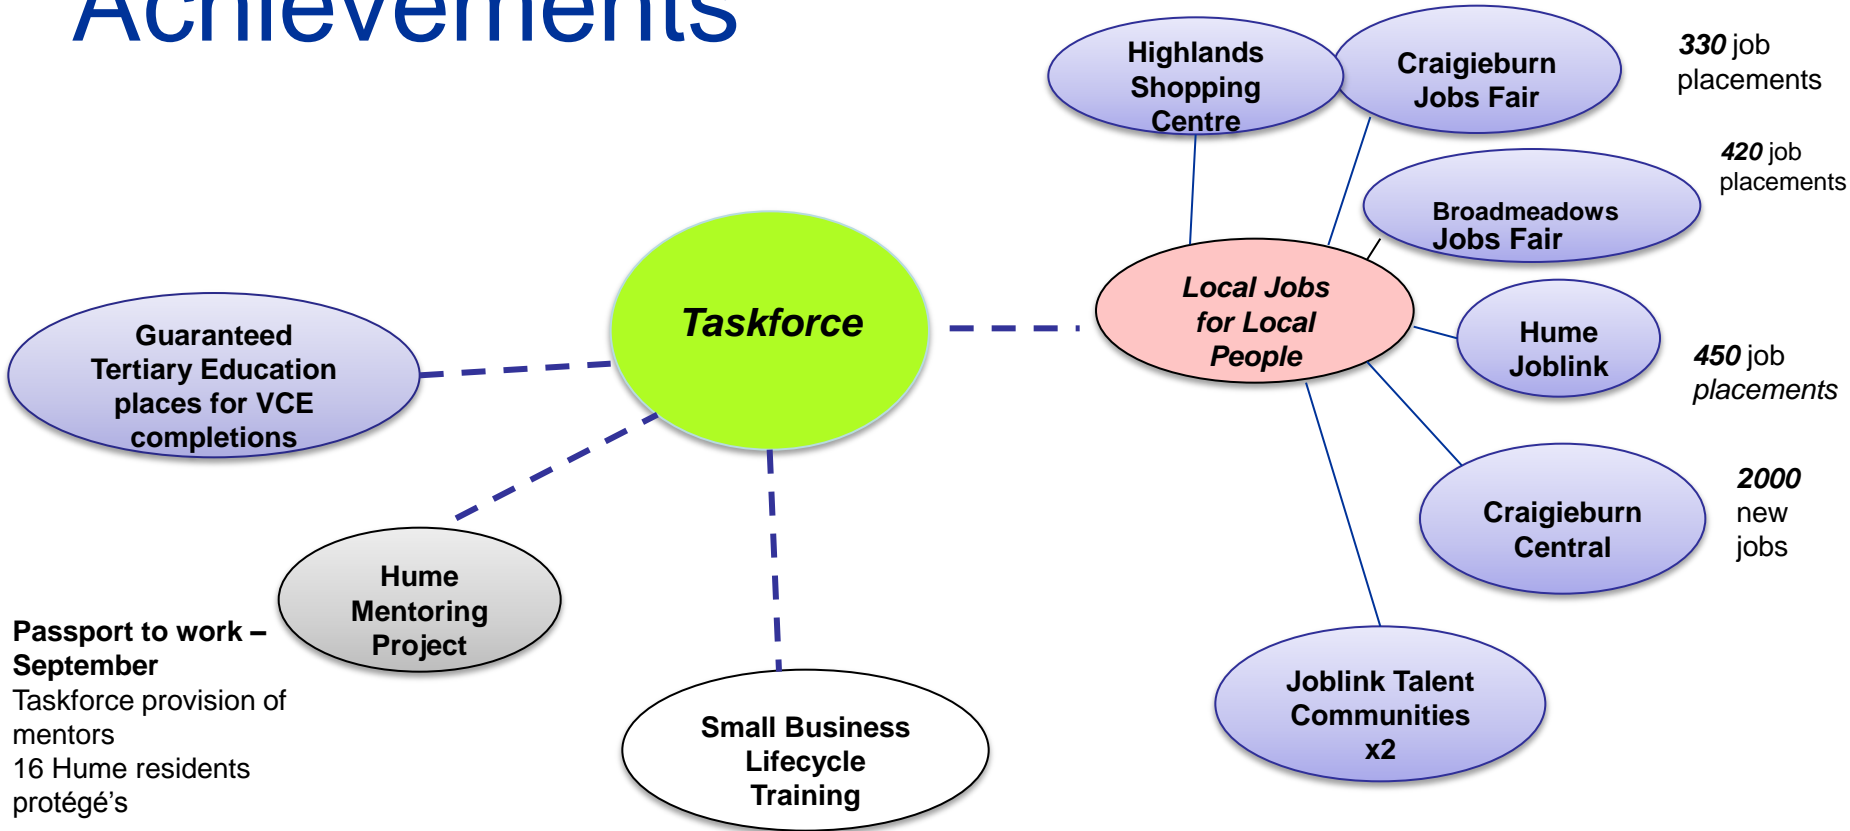 Achievements
Highlands
Shopping
Centre
Craigieburn
Jobs Fair
330 job
placements
420 job
placements
Broadmeadows
Jobs Fair
Taskforce
Local Jobs
for Local
People
Guaranteed
Tertiary Education
places for VCE
completions
Hume
Joblink
450 job
placements
Craigieburn
Central
2000
new
jobs
Hume
Mentoring
Project
Passport to work –
September
Taskforce provision of
mentors
16 Hume residents
protégé’s
Small Business
Lifecycle
Training
Joblink Talent
Communities
x2